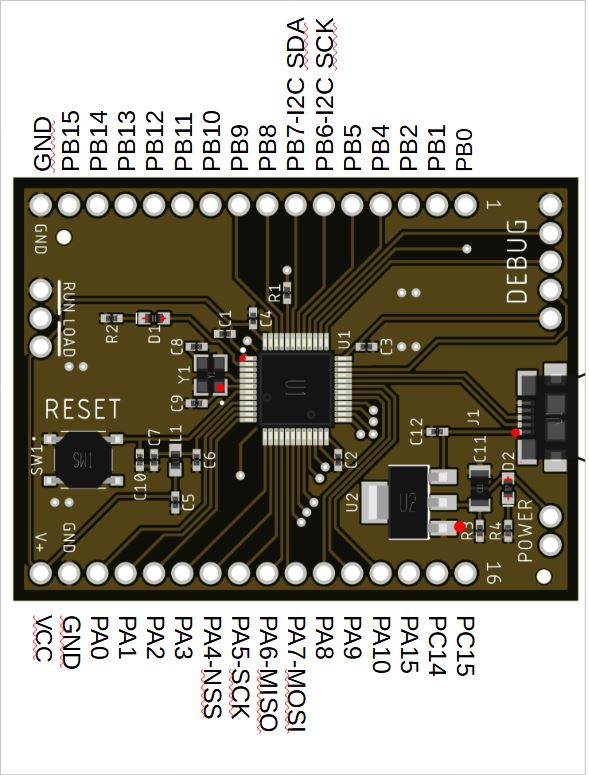 GND
PB15
PB14
PB13
PB12
PB11
PB10
PB9
PB8
PB7-I2C SDA
PB6-I2C SCK
PB5
PB4
PB2
PB1
PB0
GND
1
DEBUG
RUN LOAD
R2
D1
C1
C4
R1
U1
C3
C8
Y1
C9
U1
RESET
SW1
SW1
C7
C10
L1
C6
C5
C2
C12
J1
C11
D2
U2
U2
R3
R4
POWER
V+
GND
16
VCC
GND
PA0
PA1
PA2
PA3
PA4-NSS
PA5-SCK
PA6-MISO
PA7-MOSI
PA8
PA9
PA10
PA15
PC14
PC15